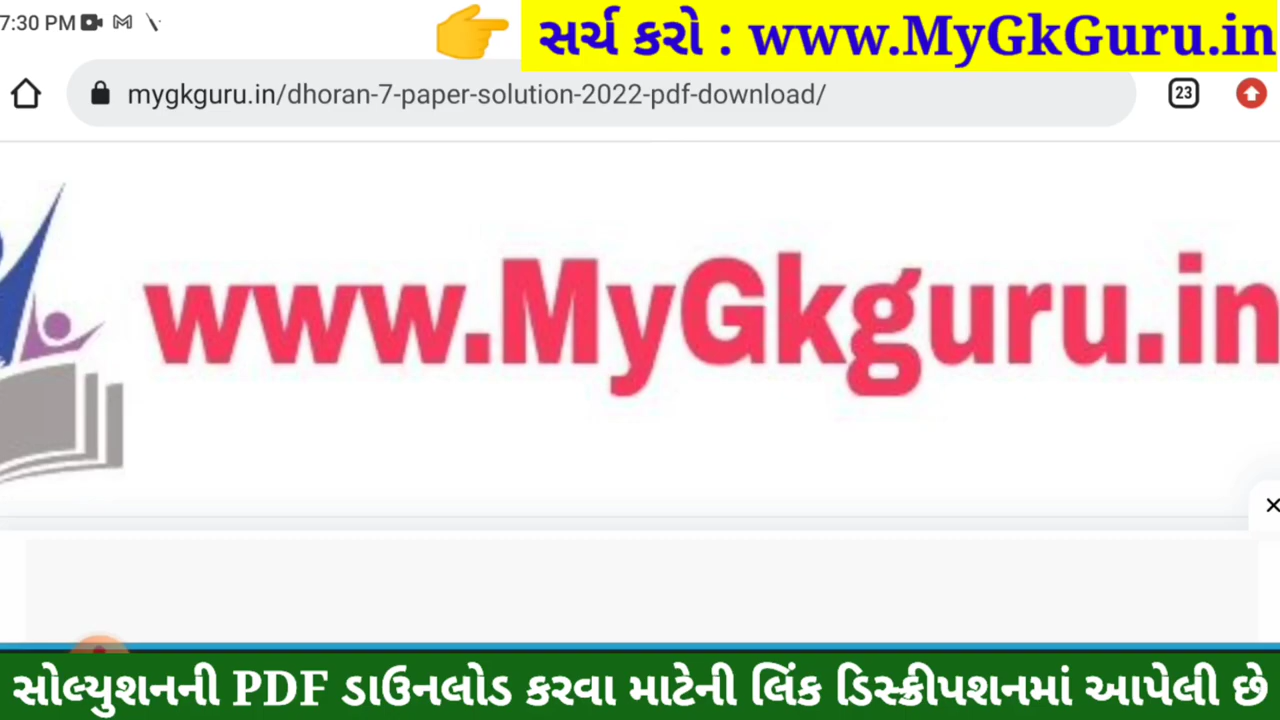 7:30 PM
સર્ચ કરો : www.MyGkGuru.in
mygkguru.in/dhoran-7-paper-solution-2022-pdf-download/
23
www.MyGkguru.in
સોલ્યુશનની PDF ડાઉનલોડ કરવા માટેની લિંક ડિસ્ક્રીપશનમાં આપેલી છે